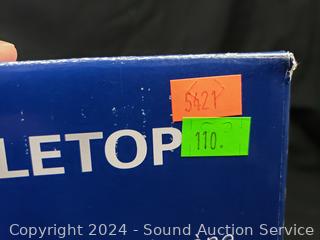 5421
110.
LETOP
Copyright 2024 - Sound Auction Service